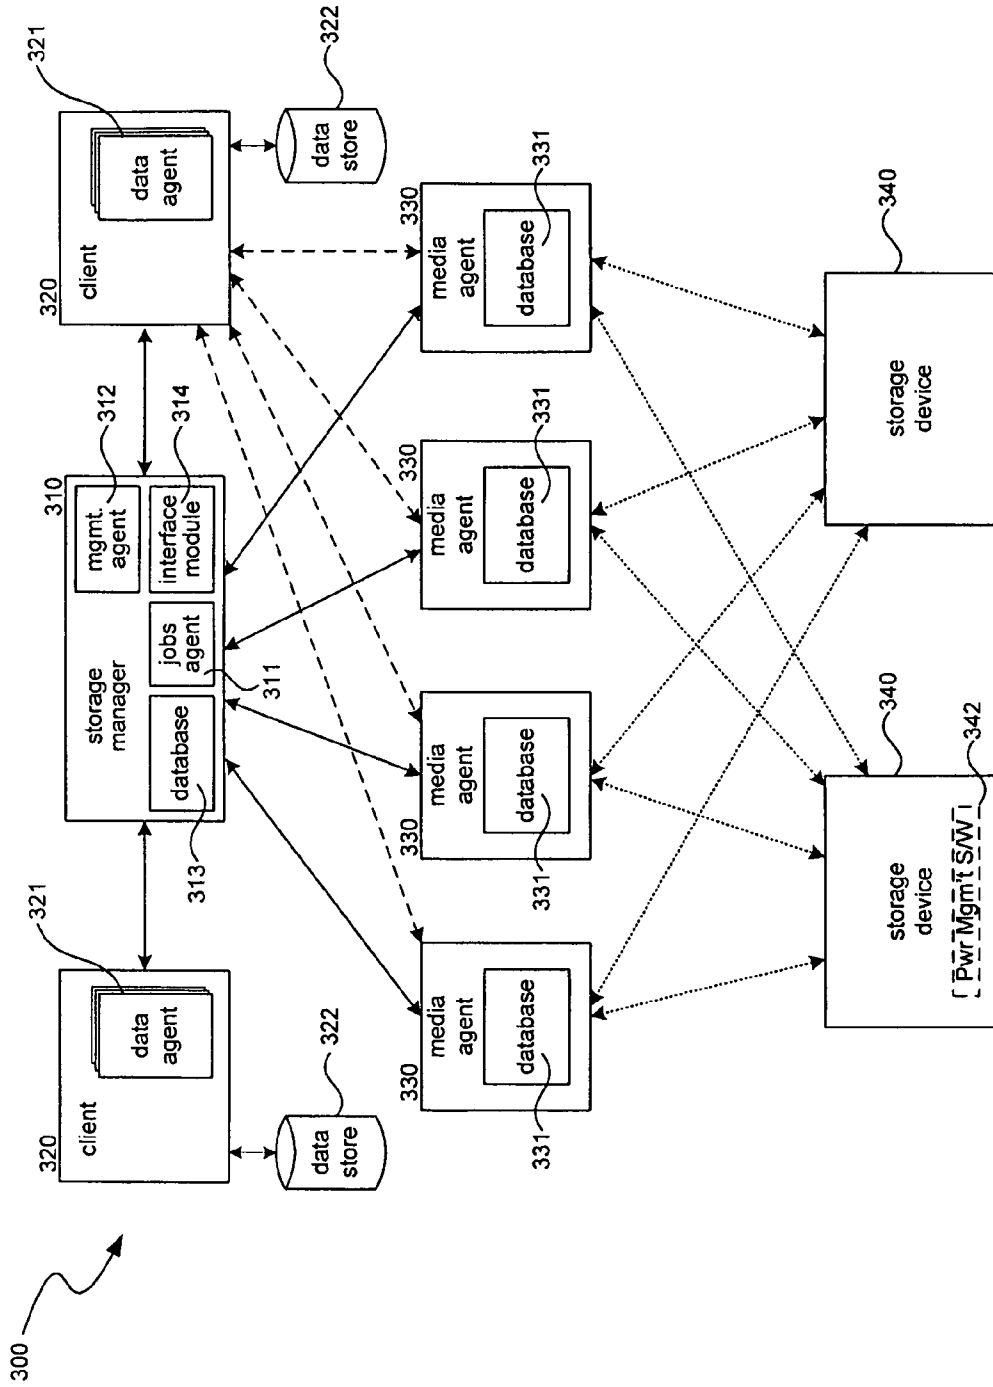 300
320
client
data
agent
321
data
store
322
310
storage
manager
mgmt.
agent
312
database
313
jobs
agent
311
interface
module
314
320
client
data
agent
321
data
store
322
330
media
agent
database
331
330
media
agent
database
331
330
media
agent
database
331
330
media
agent
database
331
storage
device
340
Pwr Mgm't S/W
342
storage
device
340